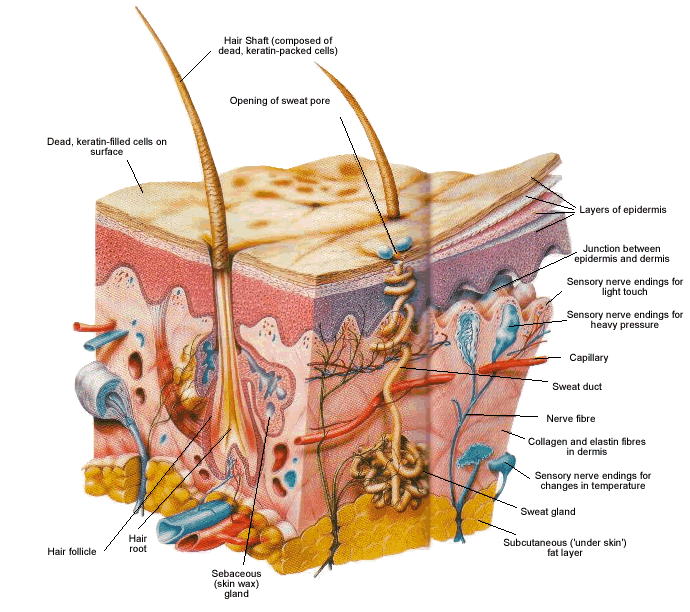 Hair Shaft (composed of
dead, keratin-packed cells)
Opening of sweat pore
Dead, keratin-filled cells on
surface
Layers of epidermis
Junction between
epidermis and dermis
Sensory nerve endings for
light touch
Sensory nerve endings for
heavy pressure
Capillary
Sweat duct
Nerve fibre
Collagen and elastin fibres
in dermis
Sensory nerve endings for
changes in temperature
Sweat gland
Subcutaneous ('under skin')
fat layer
Hair follicle
Hair
root
Sebaceous
(skin wax)
gland